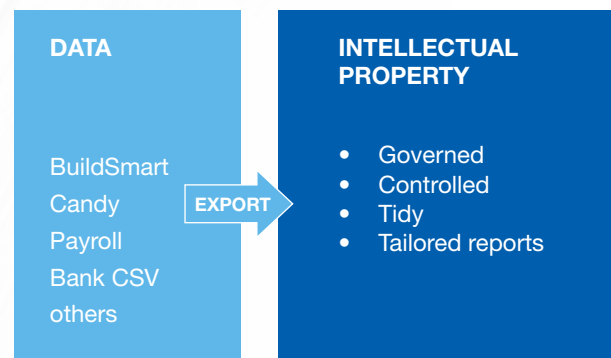 DATA
BuildSmart
Candy
Payroll
Bank CSV
others
EXPORT
INTELLECTUAL
PROPERTY
• Governed
• Controlled
• Tidy
• Tailored reports